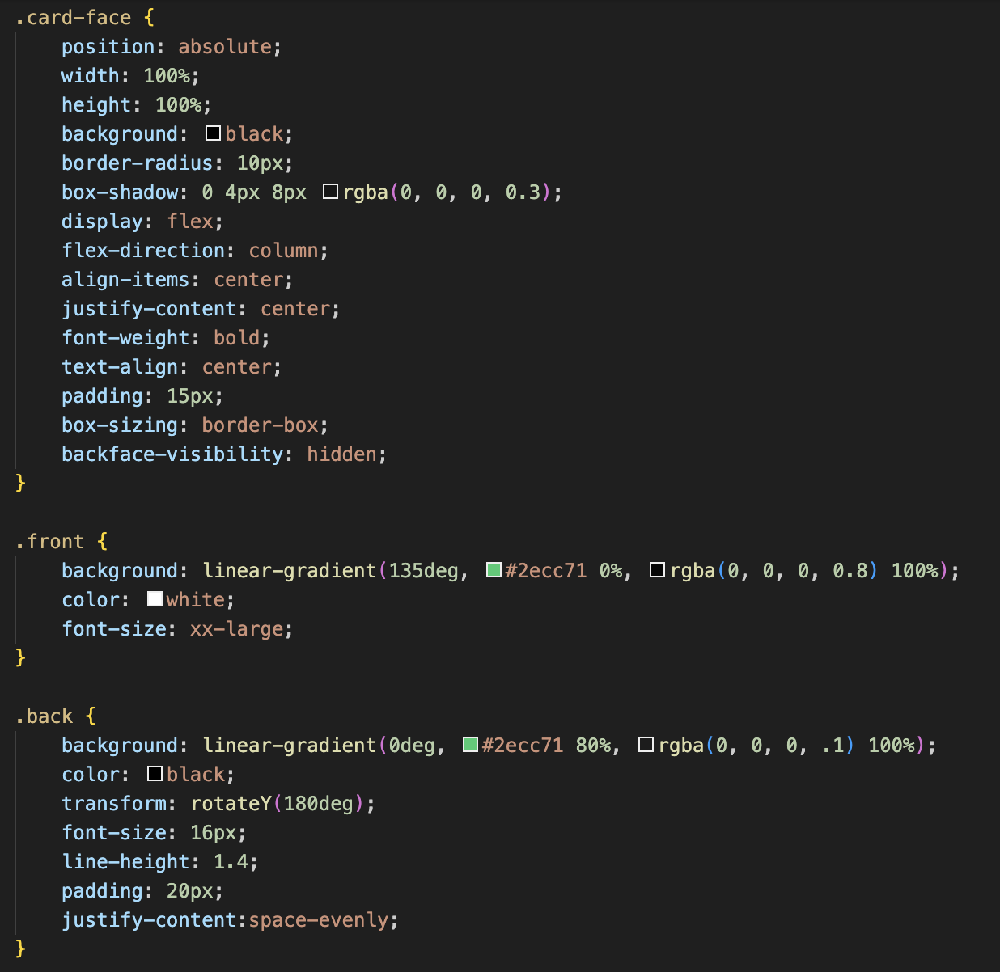 .card-face {
    position: absolute;
    width: 100%;
    height: 100%;
    background: black;
    border-radius: 10px;
    box-shadow: 0 4px 8px rgba(0, 0, 0, 0.3);
    display: flex;
    flex-direction: column;
    align-items: center;
    justify-content: center;
    font-weight: bold;
    text-align: center;
    padding: 15px;
    box-sizing: border-box;
    backface-visibility: hidden;
}

.front {
    background: linear-gradient(135deg, #2ecc71 0%, rgba(0, 0, 0, 0.8) 100%);
    color: white;
    font-size: xx-large;
}

.back {
    background: linear-gradient(0deg, #2ecc71 80%, rgba(0, 0, 0, .1) 100%);
    color: black;
    transform: rotateY(180deg);
    font-size: 16px;
    line-height: 1.4;
    padding: 20px;
    justify-content:space-evenly;
}